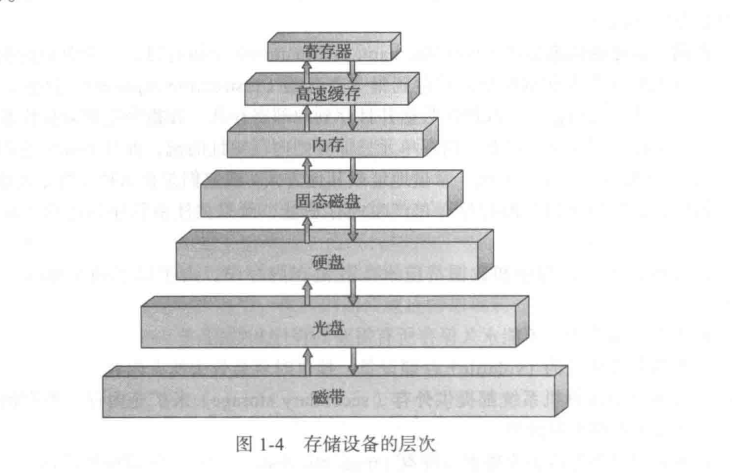 寄存器
高速缓存
内存
固态磁盘
硬盘
光盘
磁带
图 1-4 存储设备的层次